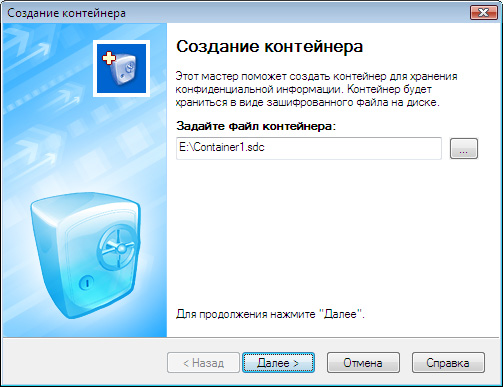 Создание контейнера
Создание контейнера
Этот мастер поможет создать контейнер для хранения
конфиденциальной информации. Контейнер будет
храниться в виде зашифрованного файла на диске.
Задайте файл контейнера:
E:\Container1.sdc
...
Для продолжения нажмите "Далее".
< Назад
Далее >
Отмена
Справка